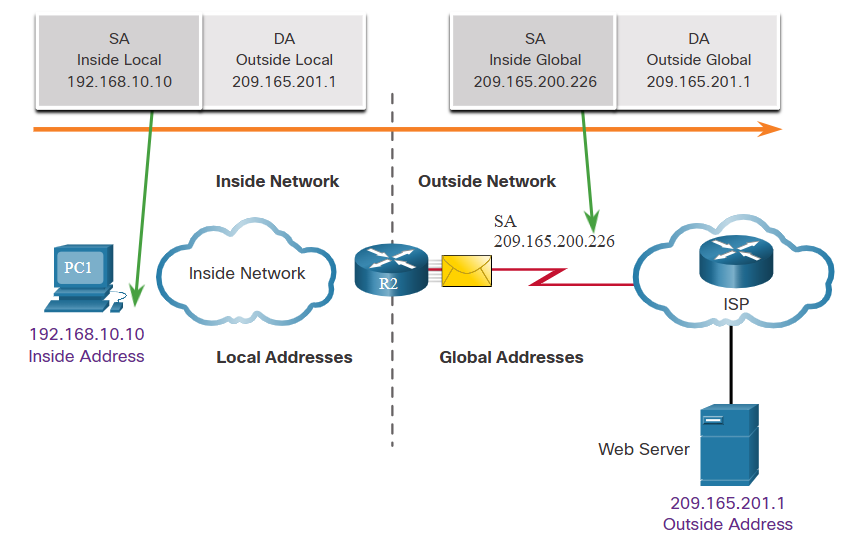 SA
Inside Local
192.168.10.10
DA
Outside Local
209.165.201.1
SA
Inside Global
209.165.200.226
DA
Outside Global
209.165.201.1
Inside Network
Outside Network
SA
209.165.200.226
PC1
Inside Network
R2
ISP
192.168.10.10
Inside Address
Local Addresses
Global Addresses
Web Server
209.165.201.1
Outside Address